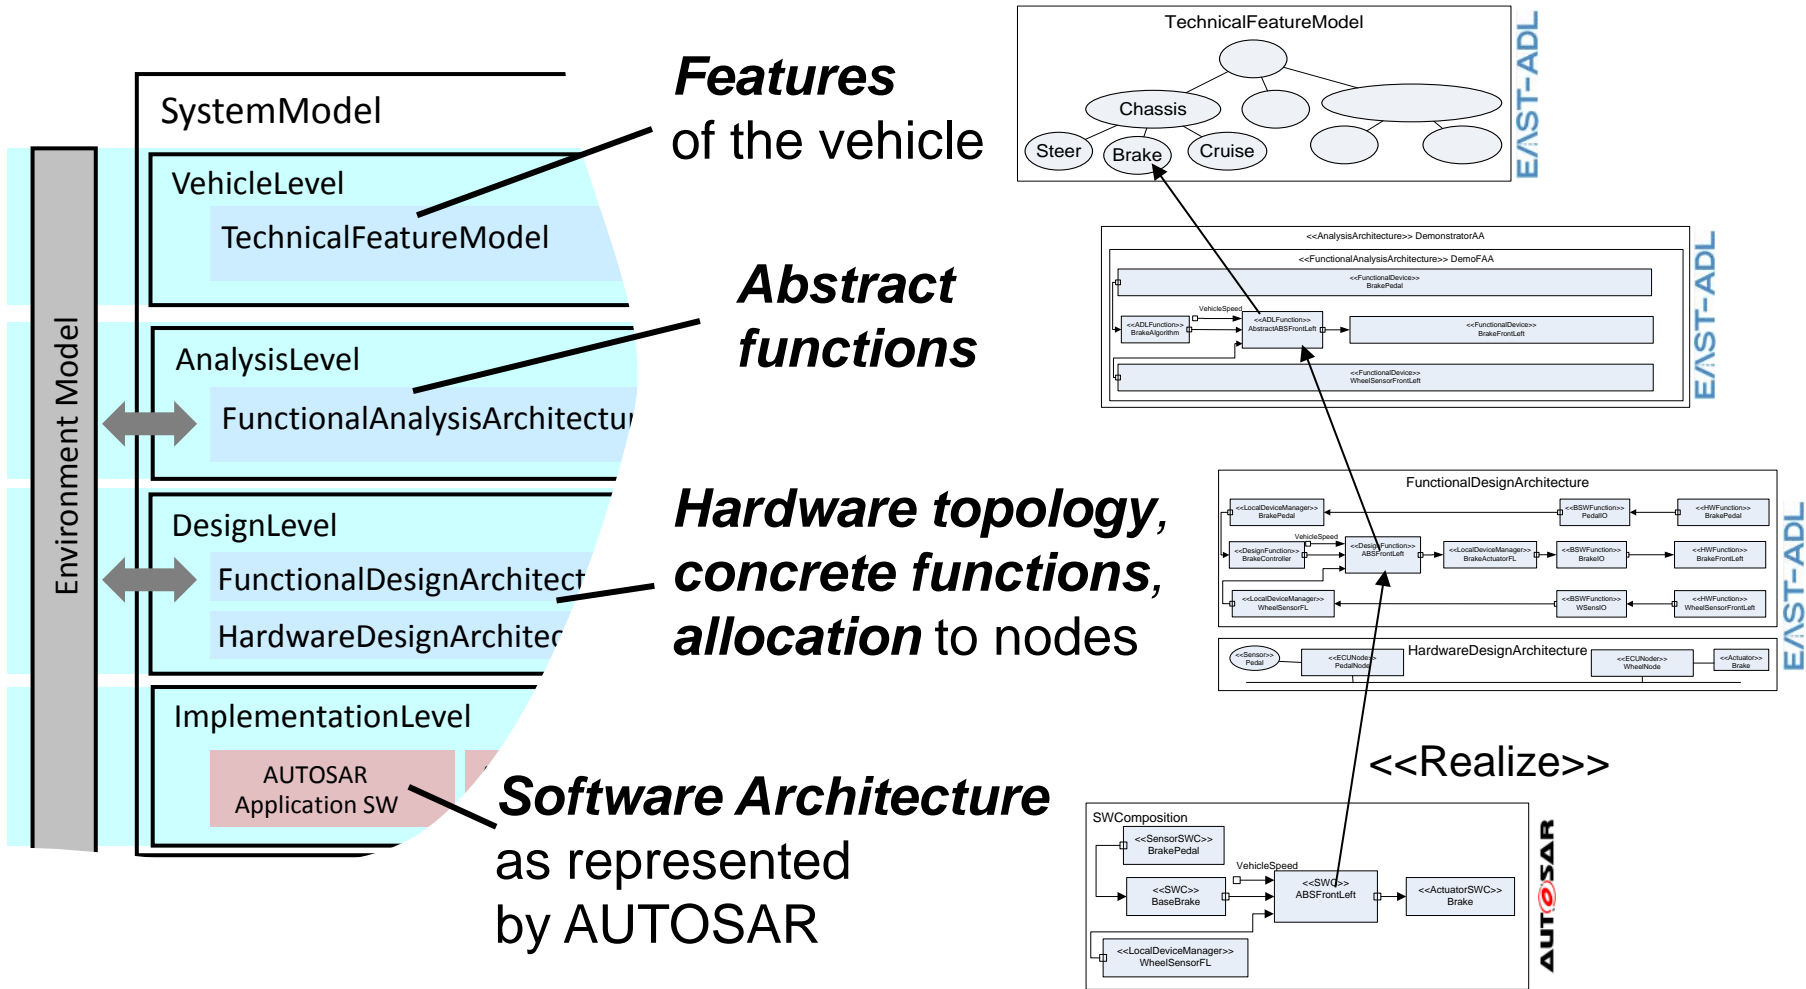 SystemModel
Environment Model
VehicleLevel
TechnicalFeatureModel
AnalysisLevel
FunctionalAnalysisArchitectu
DesignLevel
FunctionalDesignArchitect
HardwareDesignArchitec
ImplementationLevel
AUTOSAR
Application SW
Features
of the vehicle
Abstract
functions
Hardware topology,
concrete functions,
allocation to nodes
Software Architecture
as represented
by AUTOSAR
TechnicalFeatureModel
Chassis
Steer
Brake
Cruise
EAST-ADL
<<AnalysisArchitecture>> DemonstratorAA
<<FunctionalAnalysisArchitecture>> DemoFAA
<<FunctionalDevice>>
BrakePedal
VehicleSpeed
<<ADLFunction>>
BrakeAlgorithm
<<ADLFunction>>
AbstractABSFrontLeft
<<FunctionalDevice>>
BrakeFrontLeft
<<FunctionalDevice>>
WheelSensorFrontLeft
EAST-ADL
FunctionalDesignArchitecture
<<LocalDeviceManager>>
BrakePedal
<<BSWFunction>>
PedalIO
<<HWFunction>>
BrakePedal
VehicleSpeed
<<DesignFunction>>
BrakeController
<<DesignFunction>>
ABSFrontLeft
<<LocalDeviceManager>>
BrakeActuatorFL
<<BSWFunction>>
BrakeIO
<<HWFunction>>
BrakeFrontLeft
<<LocalDeviceManager>>
WheelSensorFL
<<BSWFunction>>
WSensIO
<<HWFunction>>
WheelSensorFrontLeft
HardwareDesignArchitecture
<<Sensor>>
Pedal
<<ECUNode>>
PedalNode
<<ECUNoder>>
WheelNode
<<Actuator>>
Brake
EAST-ADL
<<Realize>>
SWComposition
<<SensorSWC>>
BrakePedal
VehicleSpeed
<<SWC>>
BaseBrake
<<SWC>>
ABSFrontLeft
<<ActuatorSWC>>
Brake
<<LocalDeviceManager>>
WheelSensorFL
AUTOSAR